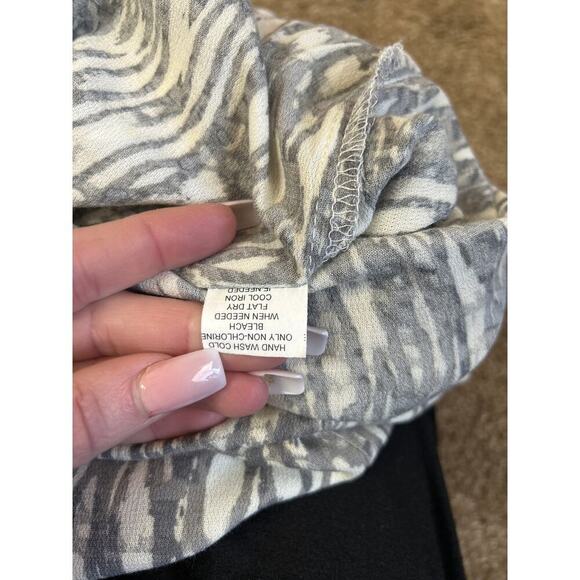 HAND WASH COLD
ONLY NON-CHLORINE
BLEACH
WHEN NEEDED
FLAT DRY
COOL IRON
IF NEEDED